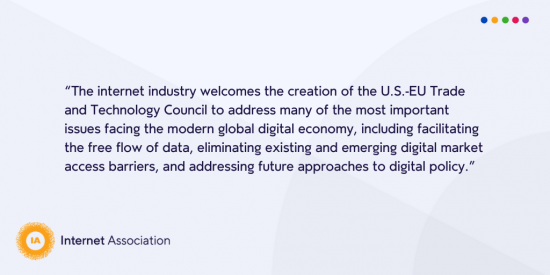 “The internet industry welcomes the creation of the U.S.-EU Trade
and Technology Council to address many of the most important
issues facing the modern global digital economy, including facilitating
the free flow of data, eliminating existing and emerging digital market
access barriers, and addressing future approaches to digital policy.”
IA
Internet Association